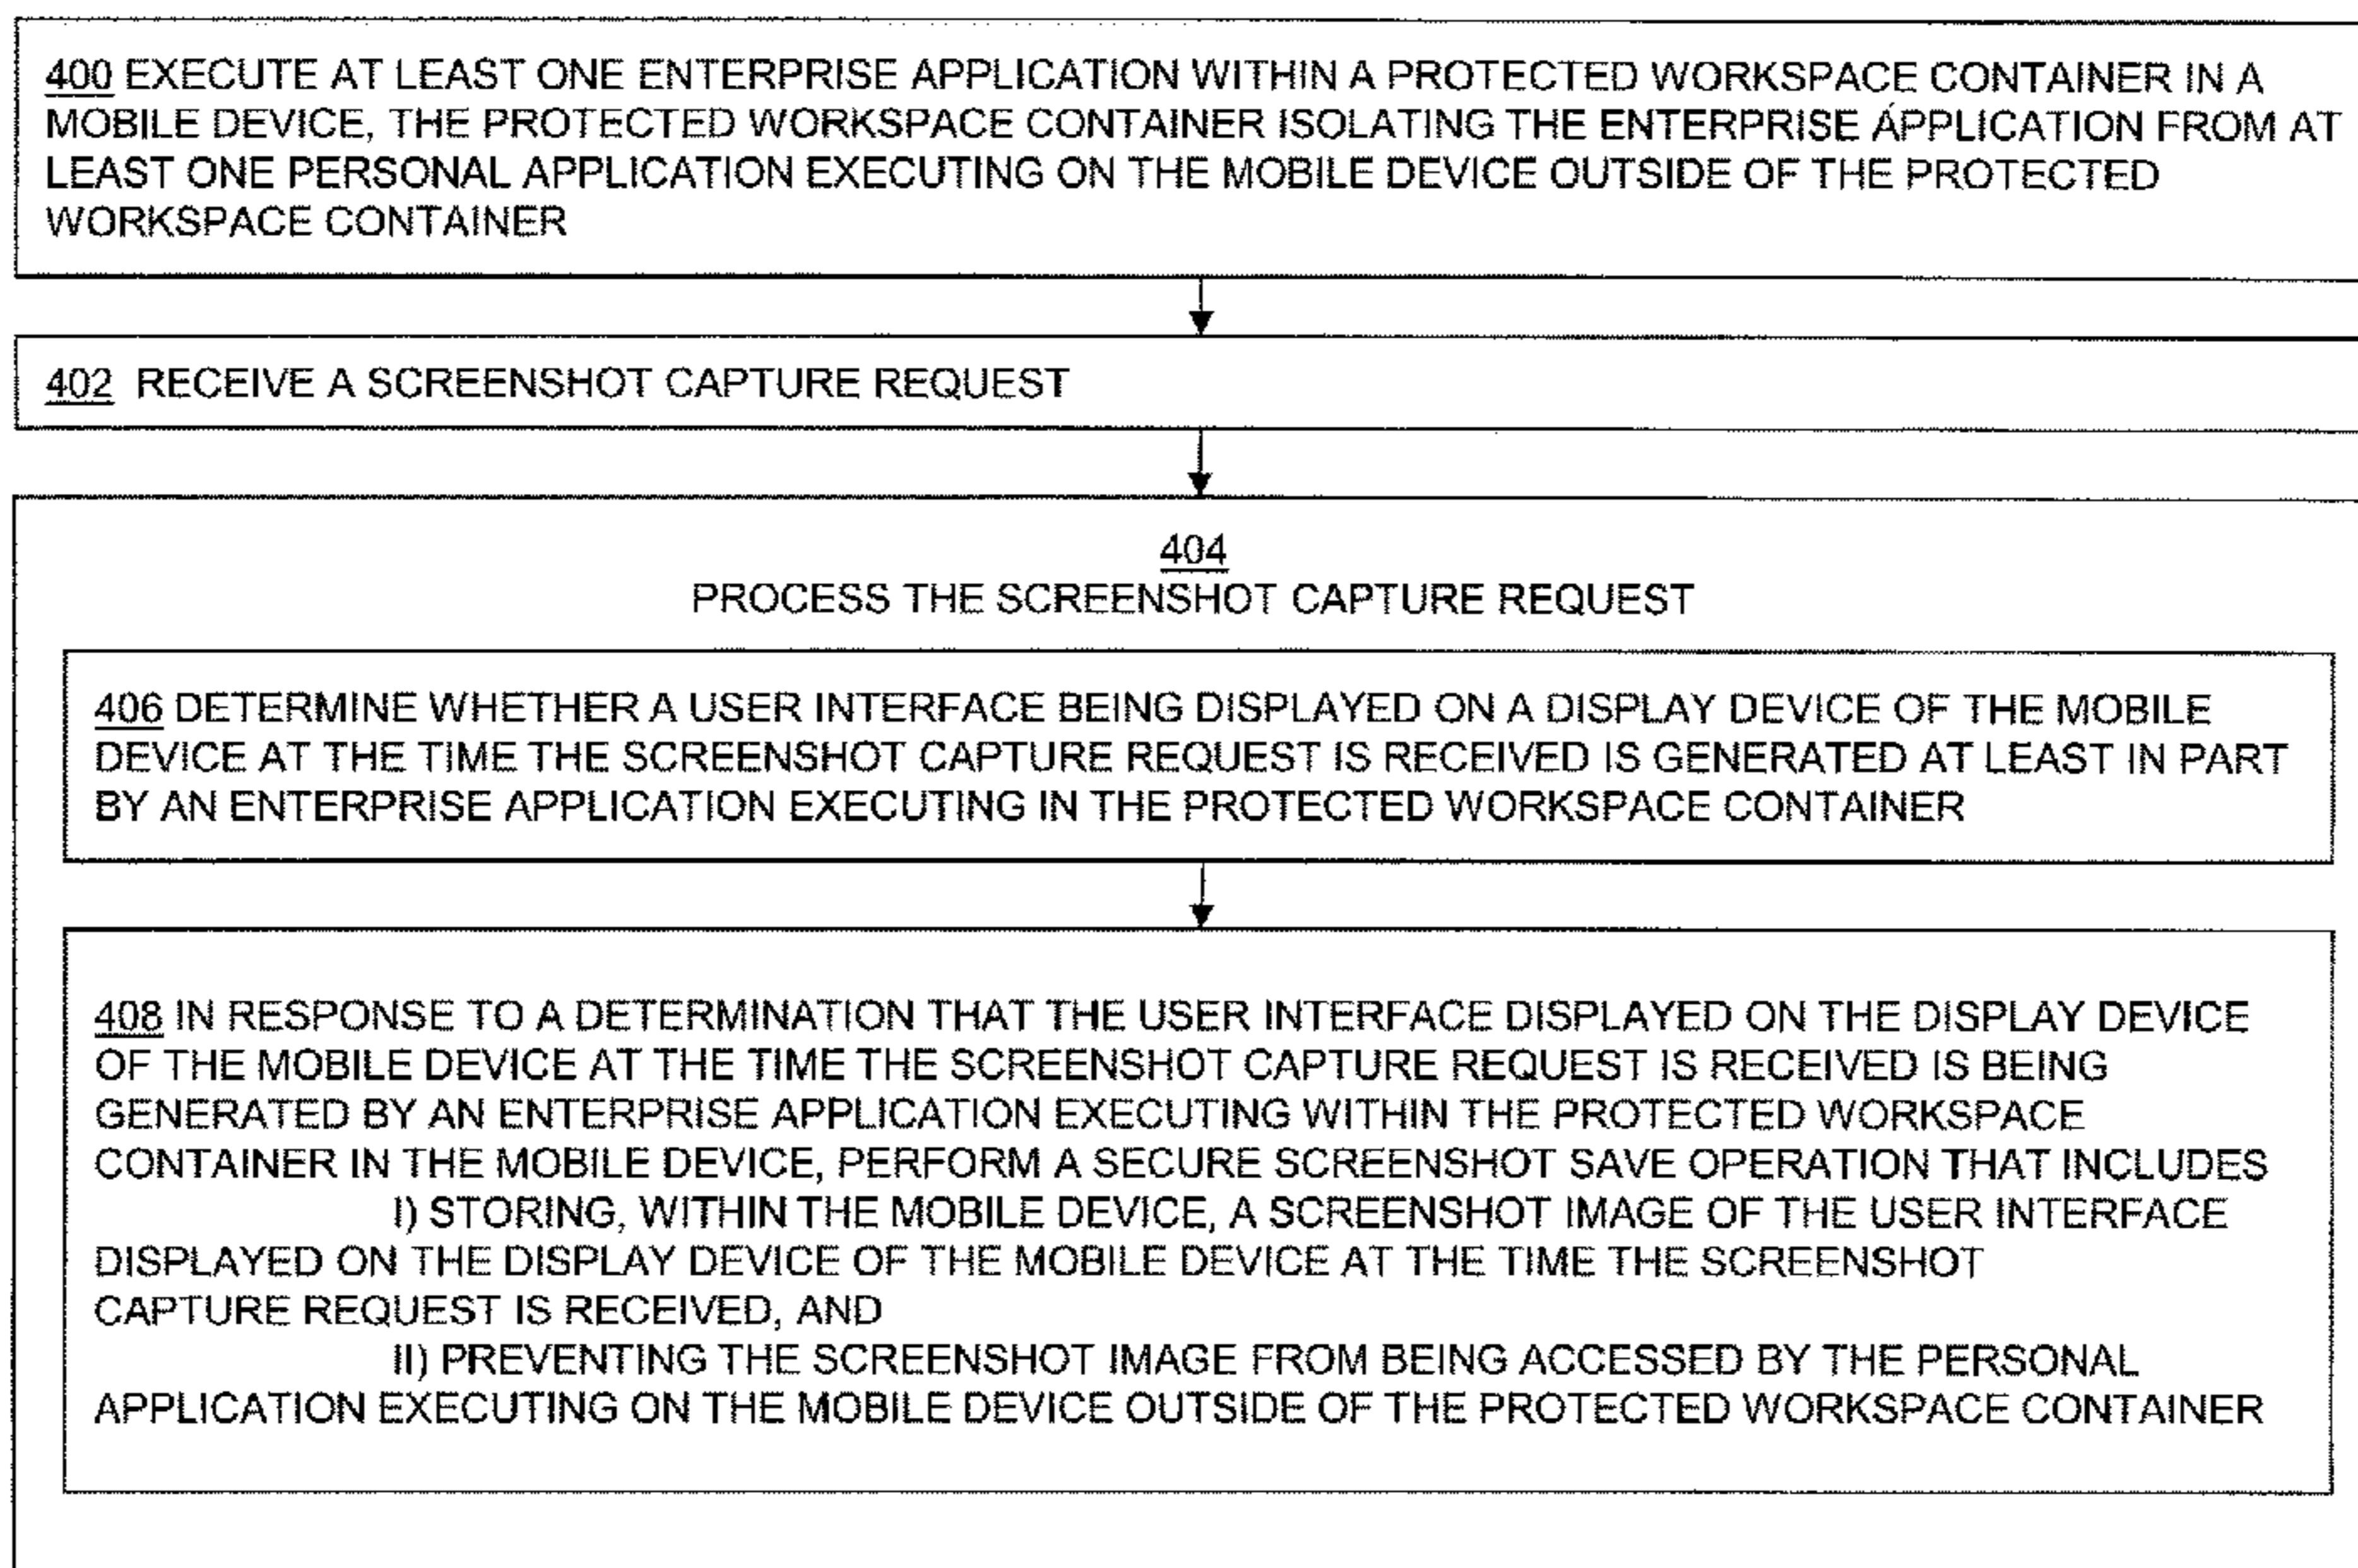 400 EXECUTE AT LEAST ONE ENTERPRISE APPLICATION WITHIN A PROTECTED WORKSPACE CONTAINER IN A
MOBILE DEVICE, THE PROTECTED WORKSPACE CONTAINER ISOLATING THE ENTERPRISE APPLICATION FROM AT
LEAST ONE PERSONAL APPLICATION EXECUTING ON THE MOBILE DEVICE OUTSIDE OF THE PROTECTED
WORKSPACE CONTAINER
402 RECEIVE A SCREENSHOT CAPTURE REQUEST
404
PROCESS THE SCREENSHOT CAPTURE REQUEST
406 DETERMINE WHETHER A USER INTERFACE BEING DISPLAYED ON A DISPLAY DEVICE OF THE MOBILE
DEVICE AT THE TIME THE SCREENSHOT CAPTURE REQUEST IS RECEIVED IS GENERATED AT LEAST IN PART
BY AN ENTERPRISE APPLICATION EXECUTING IN THE PROTECTED WORKSPACE CONTAINER
408 IN RESPONSE TO A DETERMINATION THAT THE USER INTERFACE DISPLAYED ON THE DISPLAY DEVICE
OF THE MOBILE DEVICE AT THE TIME THE SCREENSHOT CAPTURE REQUEST IS RECEIVED IS BEING
GENERATED BY AN ENTERPRISE APPLICATION EXECUTING WITHIN THE PROTECTED WORKSPACE
CONTAINER IN THE MOBILE DEVICE, PERFORM A SECURE SCREENSHOT SAVE OPERATION THAT INCLUDES
I) STORING, WITHIN THE MOBILE DEVICE, A SCREENSHOT IMAGE OF THE USER INTERFACE
DISPLAYED ON THE DISPLAY DEVICE OF THE MOBILE DEVICE AT THE TIME THE SCREENSHOT
CAPTURE REQUEST IS RECEIVED, AND
II) PREVENTING THE SCREENSHOT IMAGE FROM BEING ACCESSED BY THE PERSONAL
APPLICATION EXECUTING ON THE MOBILE DEVICE OUTSIDE OF THE PROTECTED WORKSPACE CONTAINER